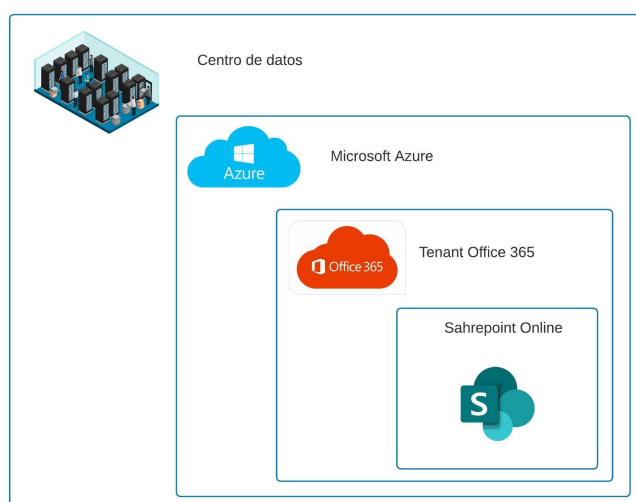 Centro de datos
Microsoft Azure
Azure
Tenant Office 365
Office 365
Sahrepoint Online
S